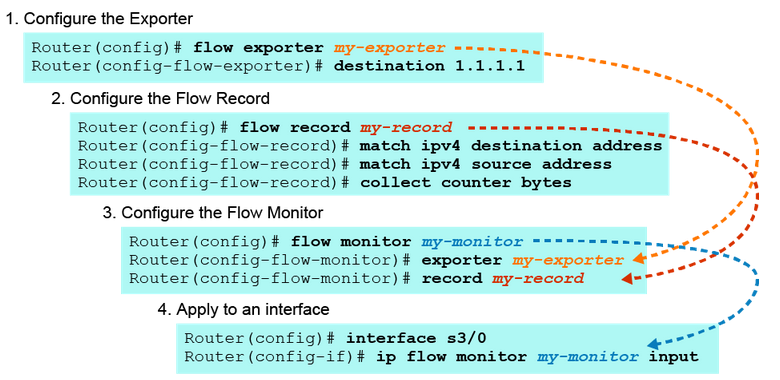 1. Configure the Exporter
Router(config)# flow exporter my-exporter
Router(config-flow-exporter)# destination 1.1.1.1
2. Configure the Flow Record
Router(config)# flow record my-record
Router(config-flow-record)# match ipv4 destination address
Router(config-flow-record)# match ipv4 source address
Router(config-flow-record)# collect counter bytes
3. Configure the Flow Monitor
Router(config)# flow monitor my-monitor
Router(config-flow-monitor)# exporter my-exporter
Router(config-flow-monitor)# record my-record
4. Apply to an interface
Router(config)# interface s3/0
Router(config-if)# ip flow monitor my-monitor input